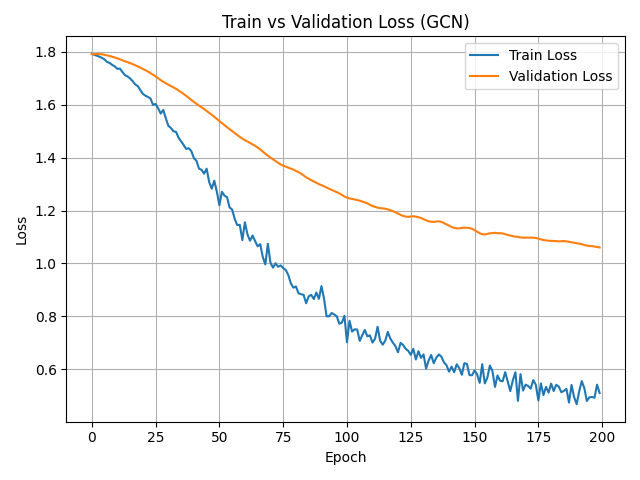 Train vs Validation Loss (GCN)
Train Loss
Validation Loss
Loss
1.8
1.6
1.4
1.2
1.0
0.8
0.6
0 25 50 75 100 125 150 175 200
Epoch